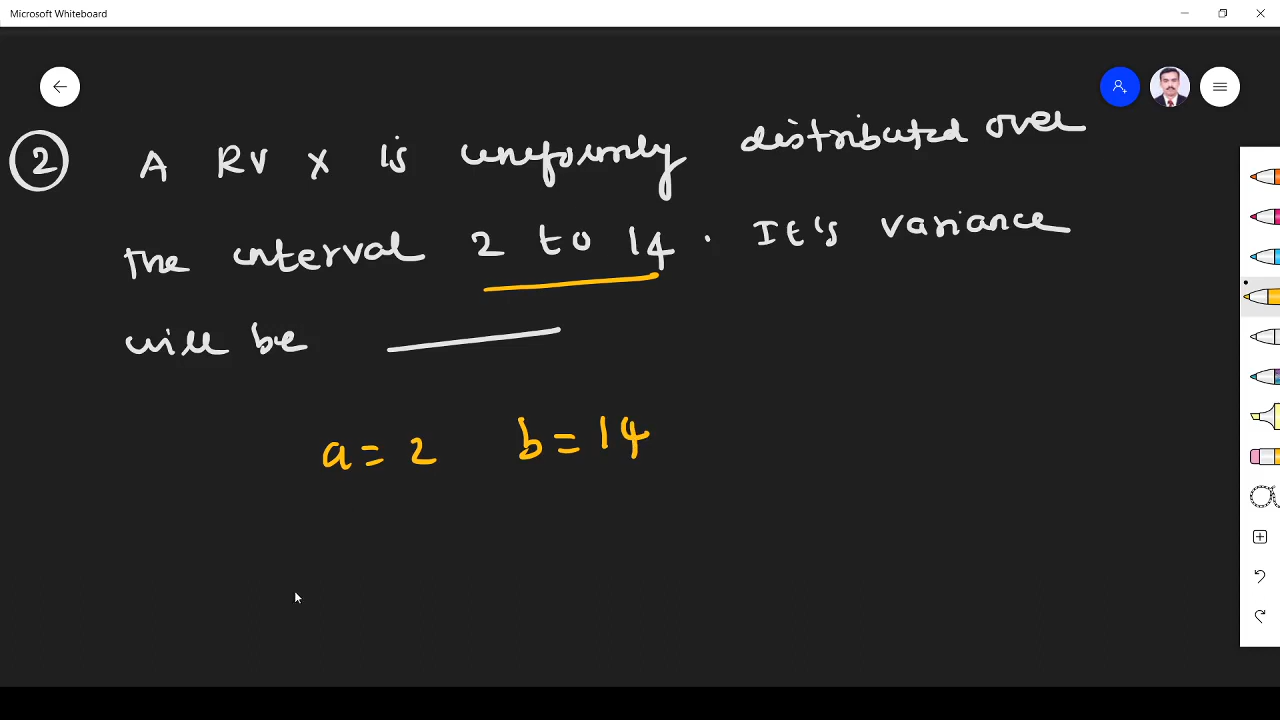 Microsoft Whiteboard
2 A RV X is uniformly distributed over
the interval 2 to 14. It's variance
will be
a = 2 b = 14